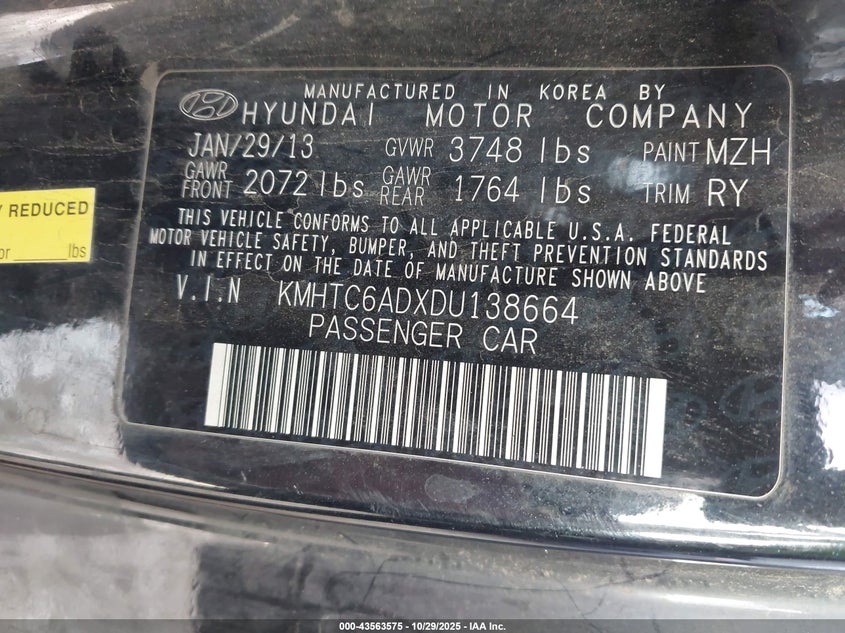 MANUFACTURED IN KOREA BY
HYUNDAI MOTOR COMPANY
JAN/29/13 GVWR 3748 lbs PAINT MZH
GAWR FRONT 2072 lbs GAWR REAR 1764 lbs TRIM RY
THIS VEHICLE CONFORMS TO ALL APPLICABLE U.S.A. FEDERAL
MOTOR VEHICLE SAFETY, BUMPER, AND THEFT PREVENTION STANDARDS
IN EFFECT ON THE DATE OF MANUFACTURE SHOWN ABOVE
V.I.N KMHTC6ADXDU138664
PASSENGER CAR
REDUCED
lbs
000-43563575 - 10/29/2025 - IAA Inc.